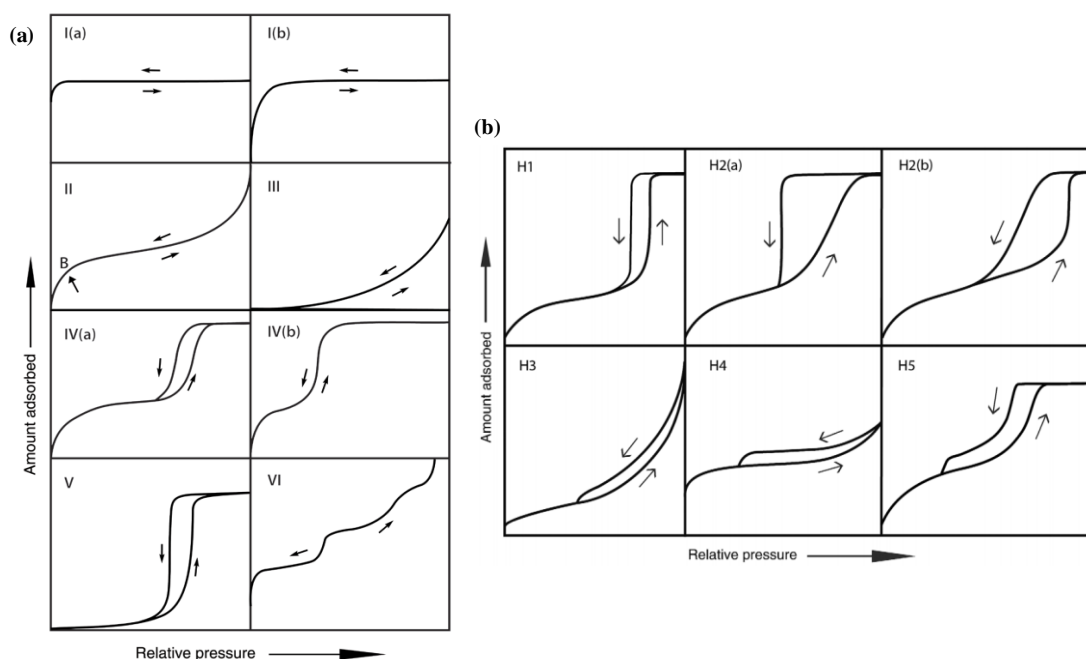 (a)
I(a)
I(b)
II
III
B
IV(a)
IV(b)
V
VI
Amount adsorbed
Relative pressure
(b)
H1
H2(a)
H2(b)
H3
H4
H5
Amount adsorbed
Relative pressure